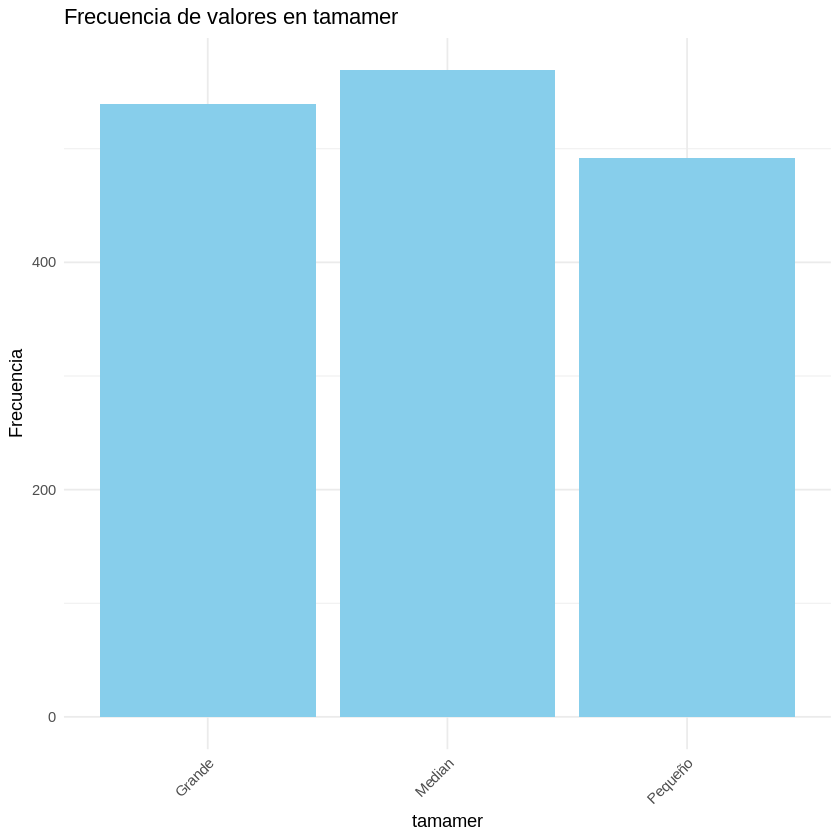 Frecuencia de valores en tamamer
Frecuencia
400
200
0
Grande
Median
Pequeño
tamamer